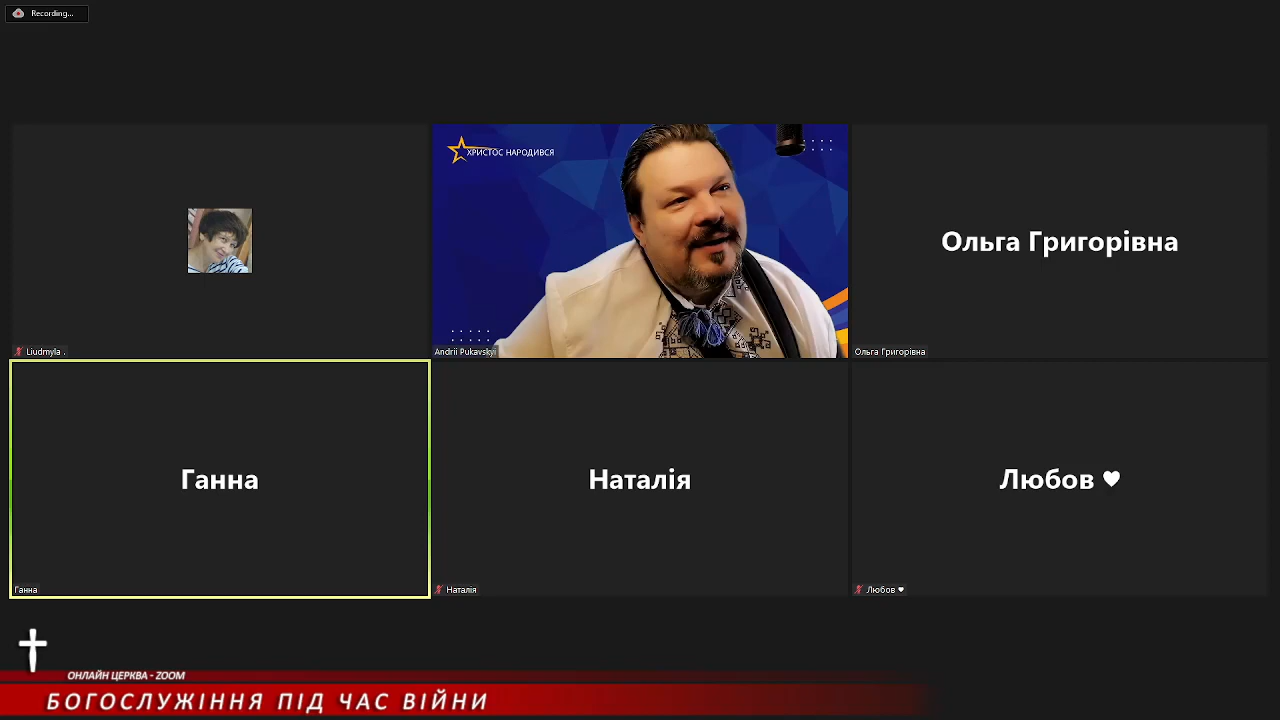 Recording...
ХРИСТОС НАРОДИВСЯ
Ольга Григорівна
Liudmyla .
Andrii Pukavskyi
Ольга Григорівна
Ганна
Наталія
Любов ♥
Ганна
Наталія
Любов ♥
ОНЛАЙН ЦЕРКВА - ZOOM
БОГОСЛУЖІННЯ ПІД ЧАС ВІЙНИ